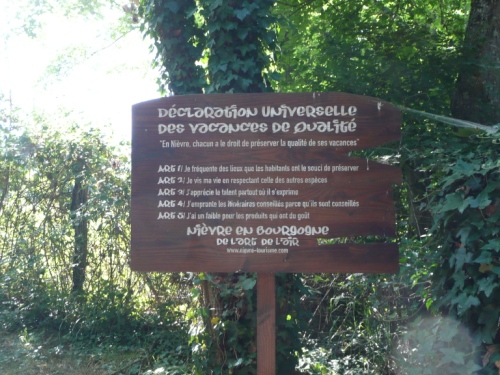 DÉCLARATION UNIVERSELLE
DES VACANCES DE QUALITÉ
"En Nièvre, chacun a le droit de préserver la qualité de ses vacances"
ART 1/ Je fréquente des lieux que les habitants ont le souci de préserver
ART 2/ Je vis ma vie en respectant celle des autres espèces
ART 3/ J'apprécie le talent partout où il s'exprime
ART 4/ J'emprunte les itinéraires conseillés parce qu'ils sont conseillés
ART 5/ J'ai un faible pour les produits qui ont du goût
NIÈVRE EN BOURGOGNE
DE L'ART DE L'AIR